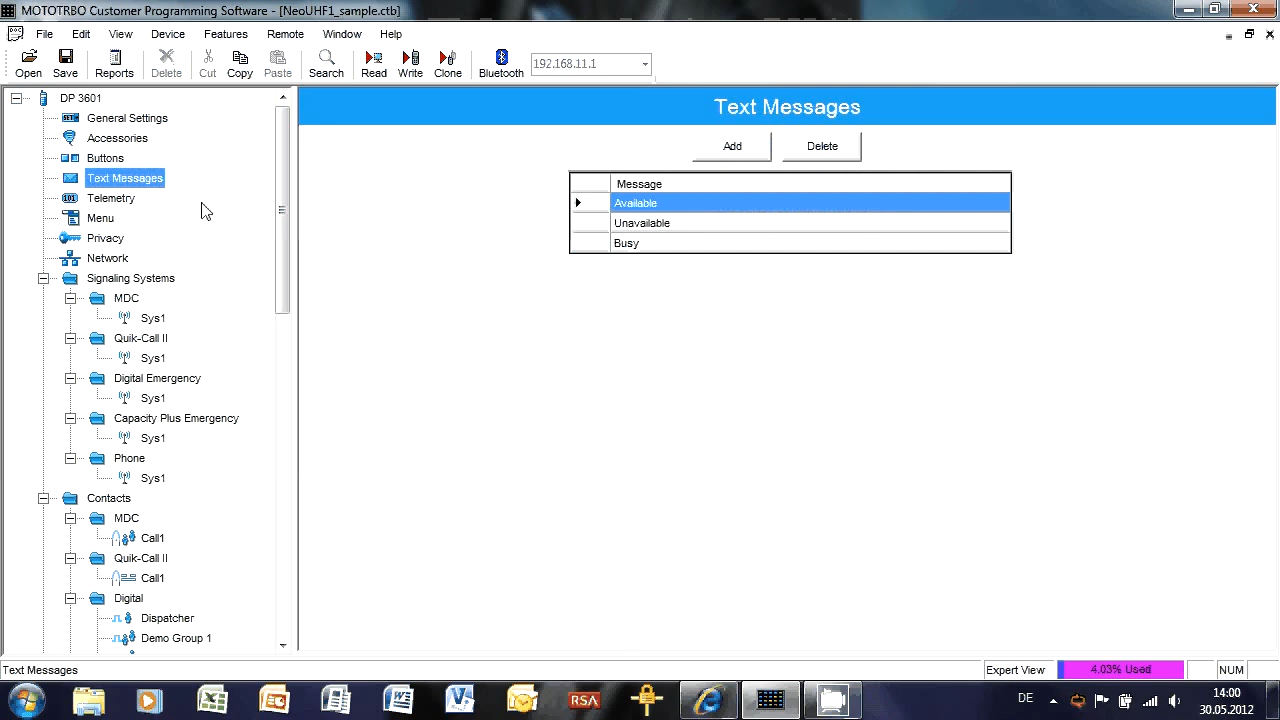 MOTOTRBO Customer Programming Software - [NeoUHF1_sample.ctb]
File Edit View Device Features Remote Window Help
Open Save Reports Delete Cut Copy Paste Search Read Write Clone Bluetooth 192.168.11.1
DP 3601
General Settings
Accessories
Buttons
Text Messages
Telemetry
Menu
Privacy
Network
Signaling Systems
MDC
Sys1
Quik-Call II
Sys1
Digital Emergency
Sys1
Capacity Plus Emergency
Sys1
Phone
Sys1
Contacts
MDC
Call1
Quik-Call II
Call1
Digital
Dispatcher
Demo Group 1
Text Messages
Add Delete
Message
Available
Unavailable
Busy
Text Messages Expert View 4.03% Used NUM
RSA DE 14:00
30.05.2012